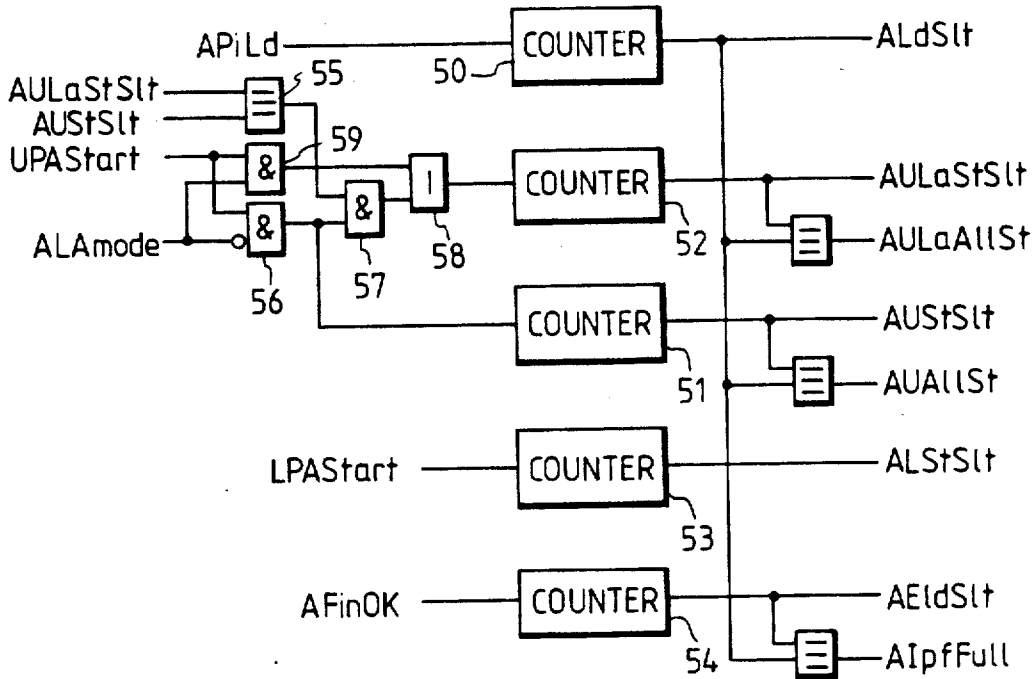 APiLd
COUNTER
50
ALdSlt
AULaStSlt
AUStSlt
55
UPAStart
&
59
ALAmode
&
56
&
57
|
58
COUNTER
52
AULaStSlt
AULaAllSt
COUNTER
51
AUStSlt
AUAllSt
LPAStart
COUNTER
53
ALStSlt
AFinOK
COUNTER
54
AEldSlt
AIpfFull